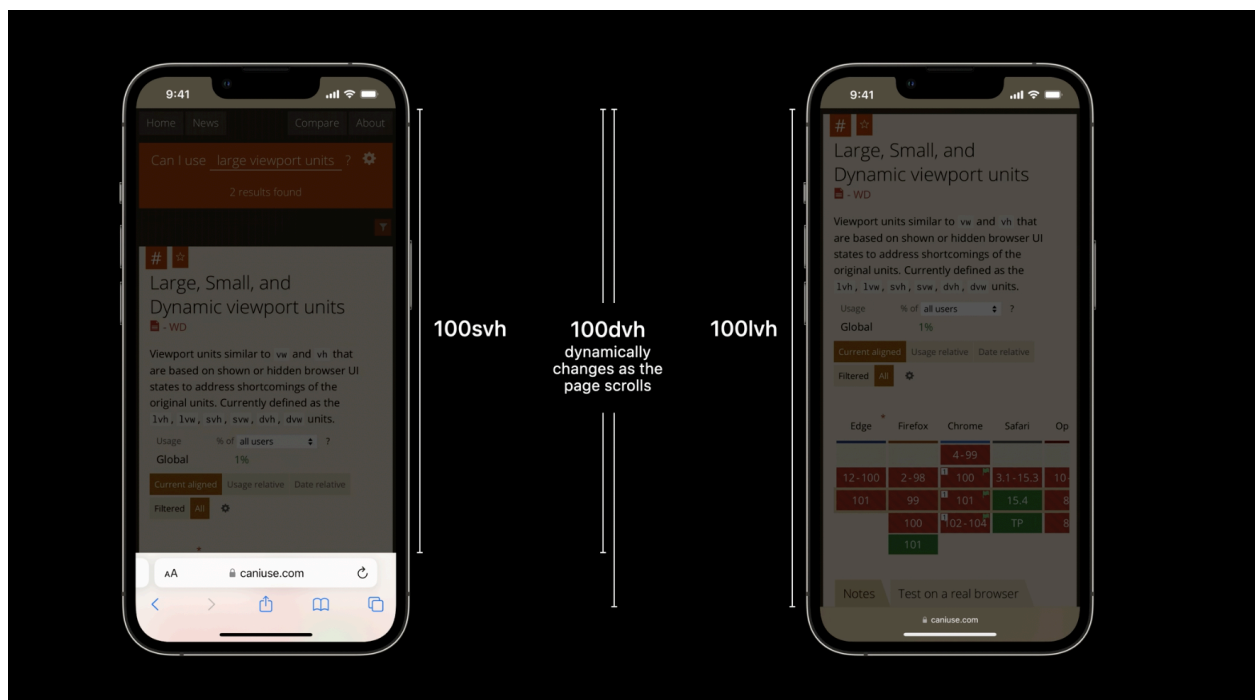 9:41
Home News Compare About
Can I use large viewport units ?
2 results found
#
Large, Small, and
Dynamic viewport units
- WD
Viewport units similar to vw and vh that
are based on shown or hidden browser UI
states to address shortcomings of the
original units. Currently defined as the
lvh, lvw, svh, svw, dvh, dvw units.
Usage % of all users ?
Global 1%
Current aligned Usage relative Date relative
Filtered All
*
AA caniuse.com
100svh
100dvh
dynamically
changes as the
page scrolls
100lvh
9:41
#
Large, Small, and
Dynamic viewport units
- WD
Viewport units similar to vw and vh that
are based on shown or hidden browser UI
states to address shortcomings of the
original units. Currently defined as the
lvh, lvw, svh, svw, dvh, dvw units.
Usage % of all users ?
Global 1%
Current aligned Usage relative Date relative
Filtered All
*
Edge Firefox Chrome Safari Op
4-99
12-100 2-98 1 100 3.1-15.3 10-
101 99 1 101 15.4 8
100 1 102-104 TP 8
101
Notes Test on a real browser
caniuse.com